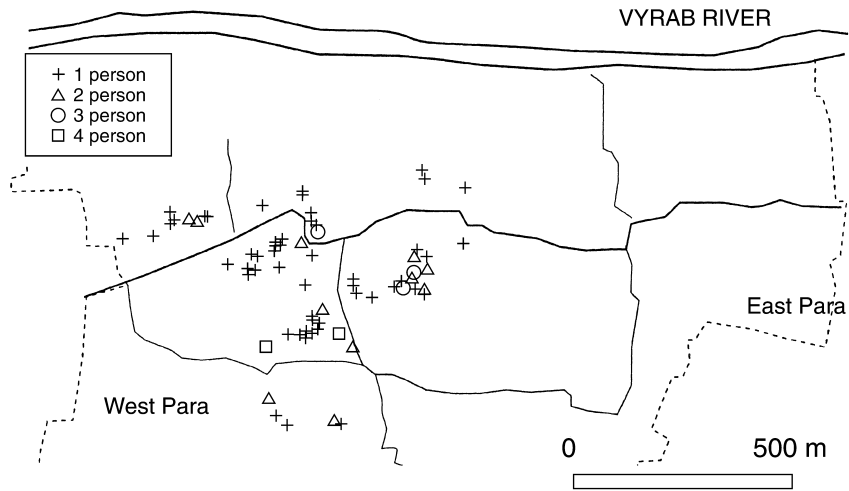 VYRAB RIVER
1 person
2 person
3 person
4 person
East Para
West Para
0 500 m